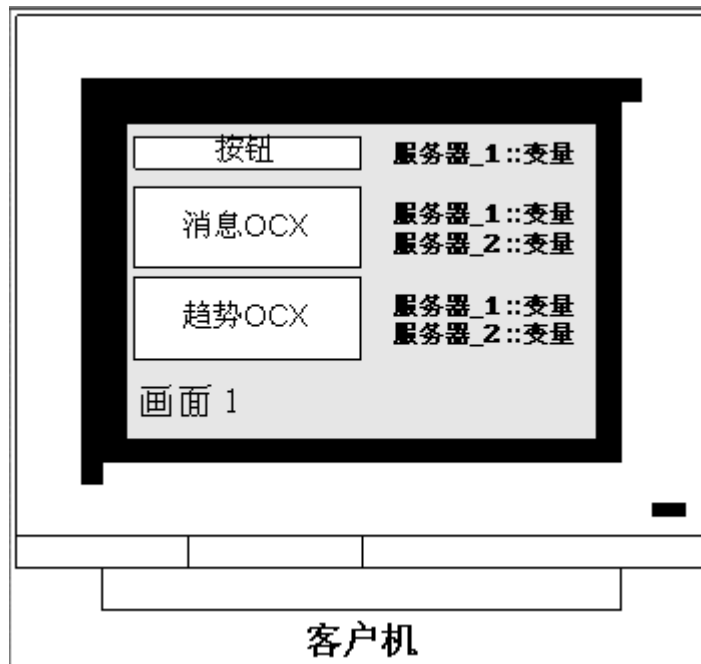 按钮 服务器_1::变量
消息OCX 服务器_1::变量
服务器_2::变量
趋势OCX 服务器_1::变量
服务器_2::变量
画面 1
客户机